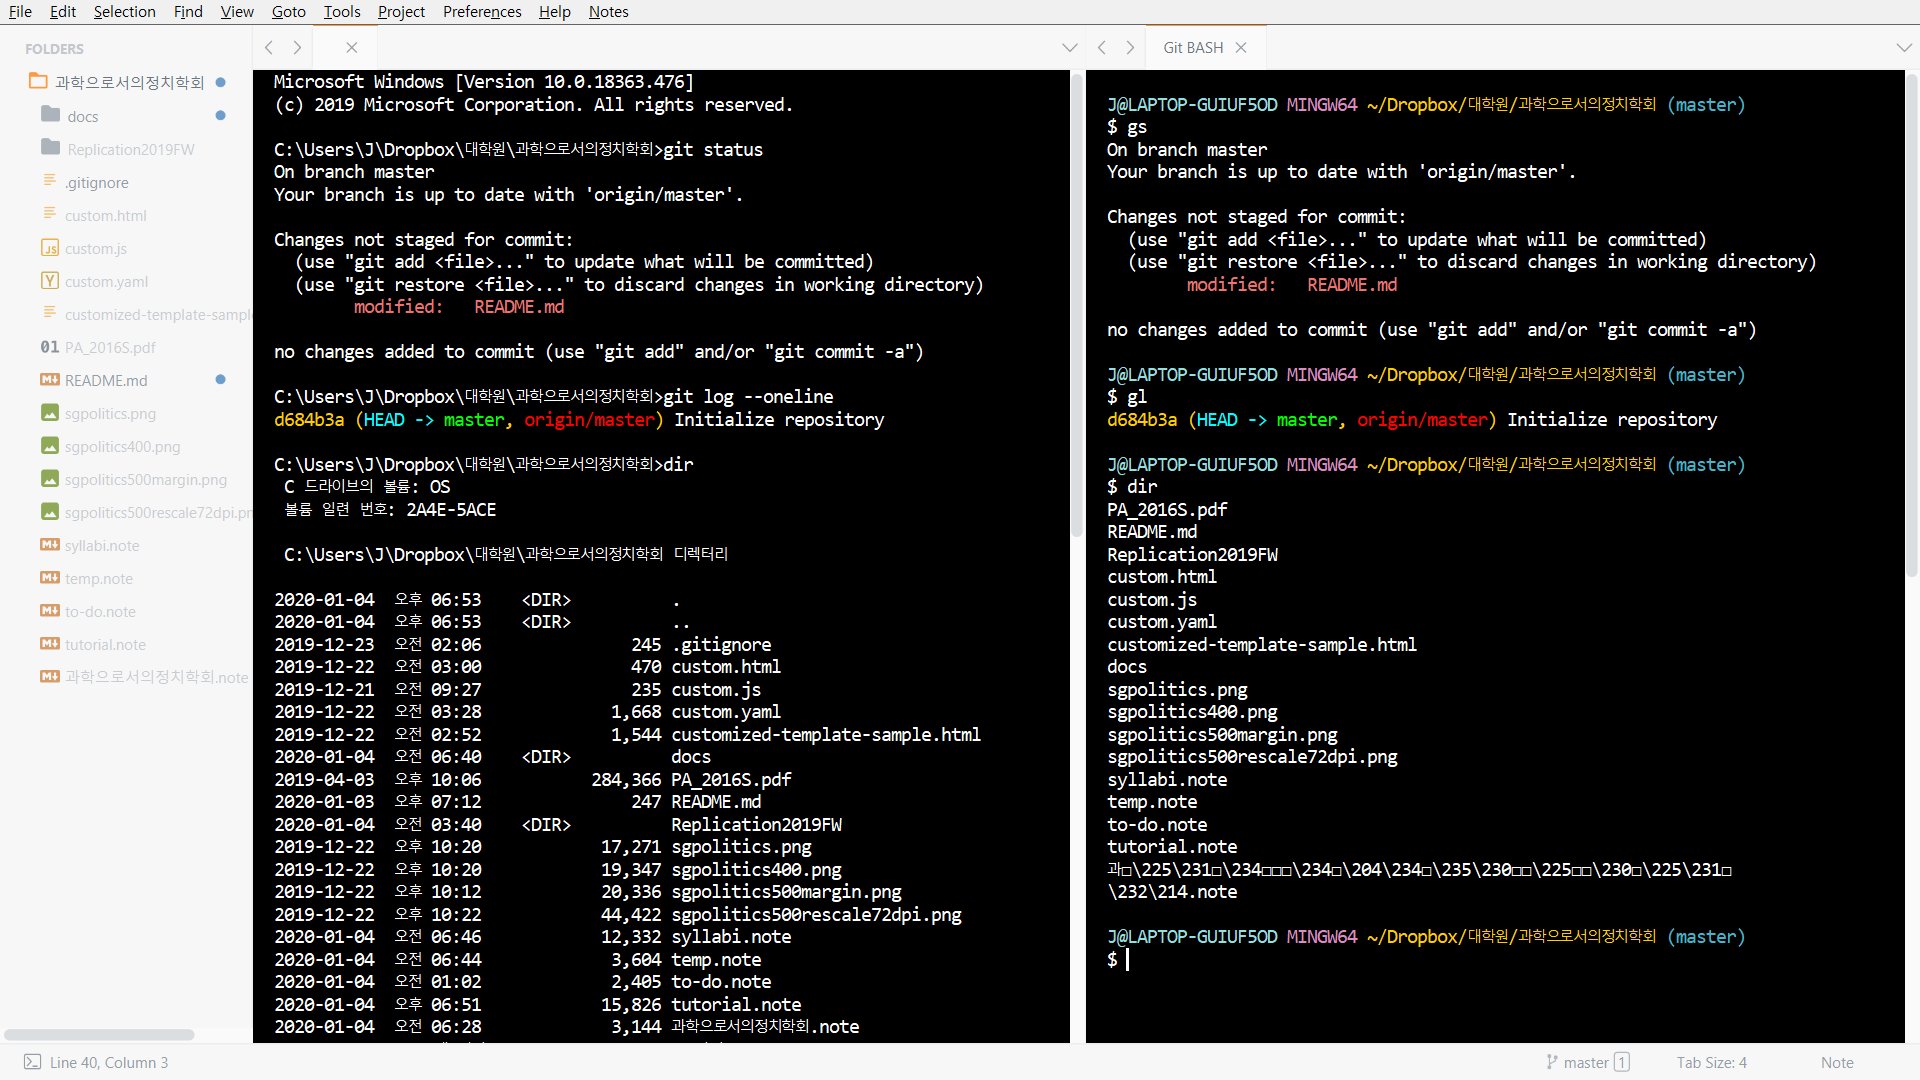 File Edit Selection Find View Goto Tools Project Preferences Help Notes
FOLDERS
과학으로서의정치학회
docs
Replication2019FW
.gitignore
custom.html
custom.js
custom.yaml
customized-template-sample
PA_2016S.pdf
README.md
sgpolitics.png
sgpolitics400.png
sgpolitics500margin.png
sgpolitics500rescale72dpi.pn
syllabi.note
temp.note
to-do.note
tutorial.note
과학으로서의정치학회.note
Microsoft Windows [Version 10.0.18363.476]
(c) 2019 Microsoft Corporation. All rights reserved.
C:\Users\J\Dropbox\대학원\과학으로서의정치학회>git status
On branch master
Your branch is up to date with 'origin/master'.
Changes not staged for commit:
(use "git add <file>..." to update what will be committed)
(use "git restore <file>..." to discard changes in working directory)
modified:   README.md
no changes added to commit (use "git add" and/or "git commit -a")
C:\Users\J\Dropbox\대학원\과학으로서의정치학회>git log --oneline
d684b3a (HEAD -> master, origin/master) Initialize repository
C:\Users\J\Dropbox\대학원\과학으로서의정치학회>dir
C 드라이브의 볼륨: OS
볼륨 일련 번호: 2A4E-5ACE
C:\Users\J\Dropbox\대학원\과학으로서의정치학회 디렉터리
2020-01-04  오후 06:53    <DIR>          .
2020-01-04  오후 06:53    <DIR>          ..
2019-12-23  오전 02:06               245 .gitignore
2019-12-22  오전 03:00               470 custom.html
2019-12-21  오전 09:27               235 custom.js
2019-12-22  오전 03:28             1,668 custom.yaml
2019-12-22  오전 02:52             1,544 customized-template-sample.html
2020-01-04  오전 06:40    <DIR>          docs
2019-04-03  오후 10:06           284,366 PA_2016S.pdf
2020-01-03  오후 07:12               247 README.md
2020-01-04  오전 03:40    <DIR>          Replication2019FW
2019-12-22  오후 10:20            17,271 sgpolitics.png
2019-12-22  오후 10:20            19,347 sgpolitics400.png
2019-12-22  오후 10:12            20,336 sgpolitics500margin.png
2019-12-22  오후 10:22            44,422 sgpolitics500rescale72dpi.png
2020-01-04  오전 06:46            12,332 syllabi.note
2020-01-04  오전 06:44             3,604 temp.note
2020-01-04  오전 01:02             2,405 to-do.note
2020-01-04  오후 06:51            15,826 tutorial.note
2020-01-04  오전 06:28             3,144 과학으로서의정치학회.note
Git BASH
J@LAPTOP-GUIUF5OD MINGW64 ~/Dropbox/대학원/과학으로서의정치학회 (master)
$ gs
On branch master
Your branch is up to date with 'origin/master'.
Changes not staged for commit:
(use "git add <file>..." to update what will be committed)
(use "git restore <file>..." to discard changes in working directory)
modified:   README.md
no changes added to commit (use "git add" and/or "git commit -a")
J@LAPTOP-GUIUF5OD MINGW64 ~/Dropbox/대학원/과학으로서의정치학회 (master)
$ gl
d684b3a (HEAD -> master, origin/master) Initialize repository
J@LAPTOP-GUIUF5OD MINGW64 ~/Dropbox/대학원/과학으로서의정치학회 (master)
$ dir
PA_2016S.pdf
README.md
Replication2019FW
custom.html
custom.js
custom.yaml
customized-template-sample.html
docs
sgpolitics.png
sgpolitics400.png
sgpolitics500margin.png
sgpolitics500rescale72dpi.png
syllabi.note
temp.note
to-do.note
tutorial.note
과□\225\231□\234□□□\234□\204\234□\235\230□□\225□□\230□\225\231□
\232\214.note
J@LAPTOP-GUIUF5OD MINGW64 ~/Dropbox/대학원/과학으로서의정치학회 (master)
$
Line 40, Column 3
master 1
Tab Size: 4
Note